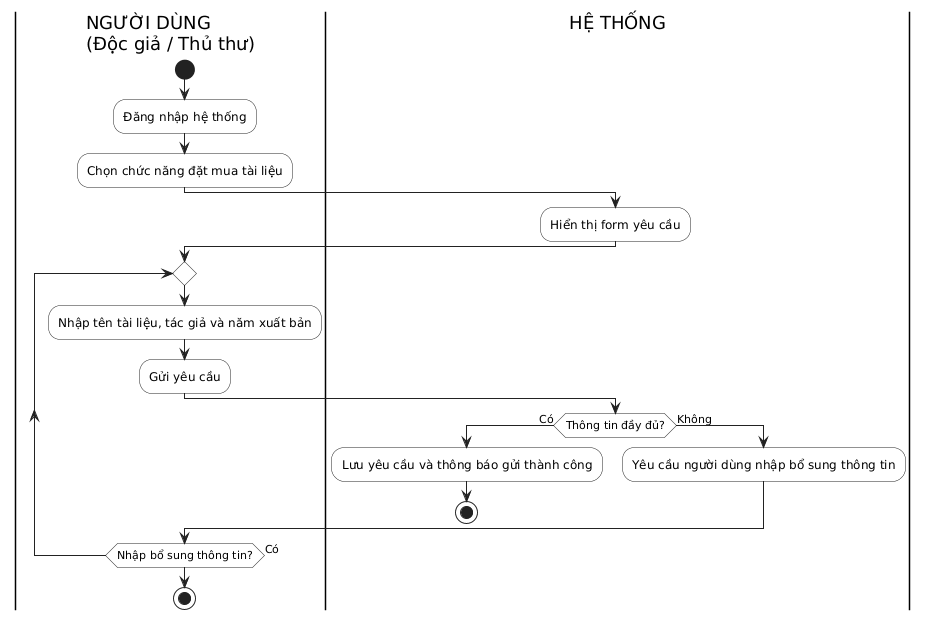 NGƯỜI DÙNG
(Độc giả / Thủ thư)
HỆ THỐNG
Đăng nhập hệ thống
Chọn chức năng đặt mua tài liệu
Hiển thị form yêu cầu
Nhập tên tài liệu, tác giả và năm xuất bản
Gửi yêu cầu
Có
Thông tin đầy đủ?
Không
Lưu yêu cầu và thông báo gửi thành công
Yêu cầu người dùng nhập bổ sung thông tin
Nhập bổ sung thông tin?
Có